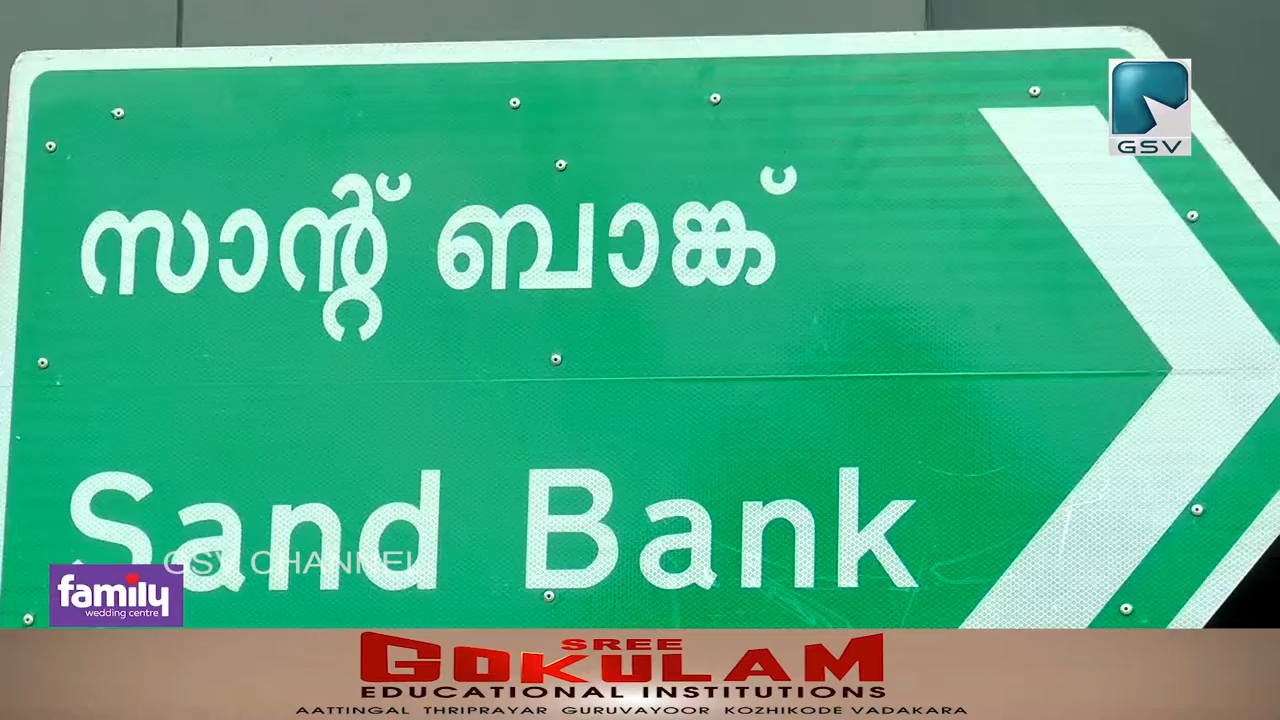 GSV
സാന്റ് ബാങ്ക്
Sand Bank
GSV CHANNEL
family
wedding centre
SREE
GOKULAM
EDUCATIONAL INSTITUTIONS
AATTINGAL THRIPRAYAR GURUVAYOOR KOZHIKODE VADAKARA